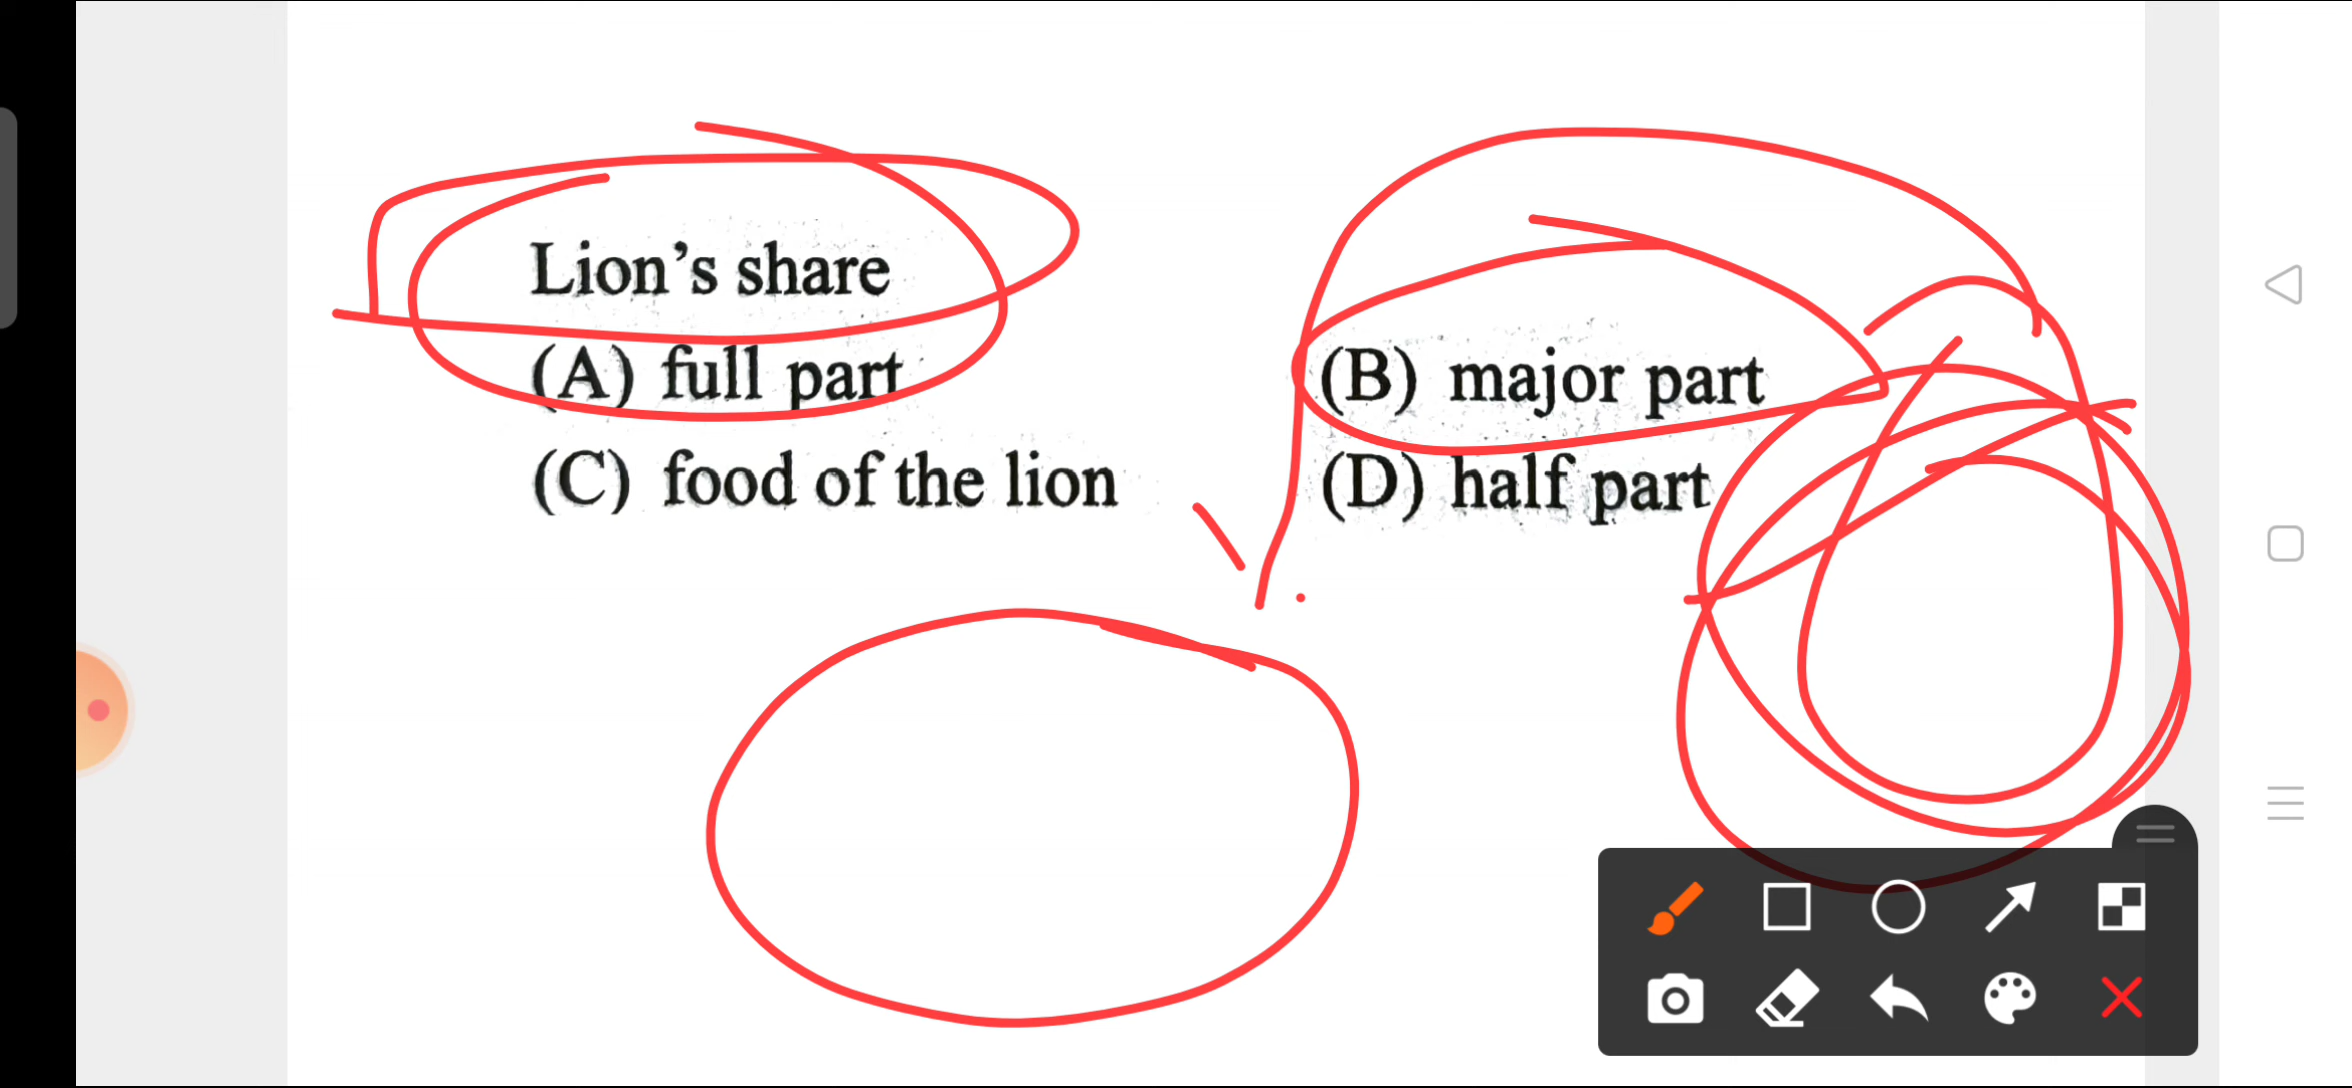 Lion’s share
(A) full part (B) major part
(C) food of the lion (D) half part